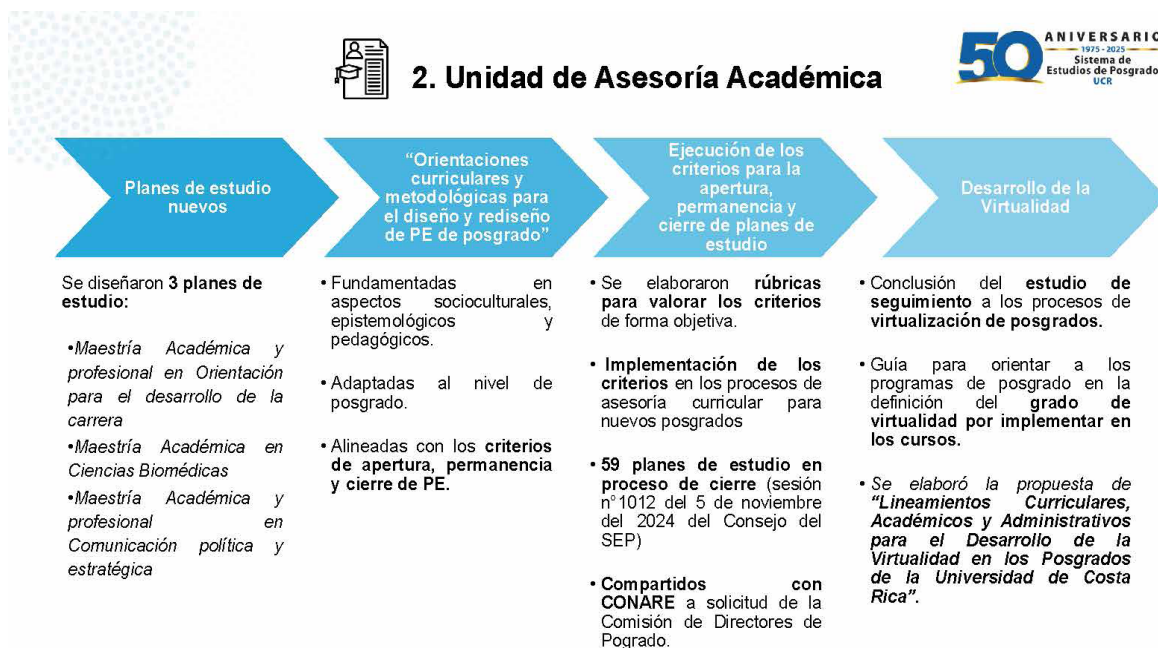 2. Unidad de Asesoría Académica
50
ANIVERSARIO
1975 - 2025
Sistema de
Estudios de Posgrado
UCR
Planes de estudio
nuevos
“Orientaciones
curriculares y
metodológicas para
el diseño y rediseño
de PE de posgrado”
Ejecución de los
criterios para la
apertura,
permanencia y
cierre de planes de
estudio
Desarrollo de la
Virtualidad
Se diseñaron 3 planes de
estudio:
•Maestría Académica y
profesional en Orientación
para el desarrollo de la
carrera
•Maestría Académica en
Ciencias Biomédicas
•Maestría Académica y
profesional en
Comunicación política y
estratégica
• Fundamentadas en
aspectos socioculturales,
epistemológicos y
pedagógicos.
• Adaptadas al nivel de
posgrado.
• Alineadas con los criterios
de apertura, permanencia
y cierre de PE.
• Se elaboraron rúbricas
para valorar los criterios
de forma objetiva.
• Implementación de los
criterios en los procesos de
asesoría curricular para
nuevos posgrados
• 59 planes de estudio en
proceso de cierre (sesión
n°1012 del 5 de noviembre
del 2024 del Consejo del
SEP)
• Compartidos con
CONARE a solicitud de la
Comisión de Directores de
Pogrado.
• Conclusión del estudio de
seguimiento a los procesos de
virtualización de posgrados.
• Guía para orientar a los
programas de posgrado en la
definición del grado de
virtualidad por implementar en
los cursos.
• Se elaboró la propuesta de
“Lineamientos Curriculares,
Académicos y Administrativos
para el Desarrollo de la
Virtualidad en los Posgrados
de la Universidad de Costa
Rica”.